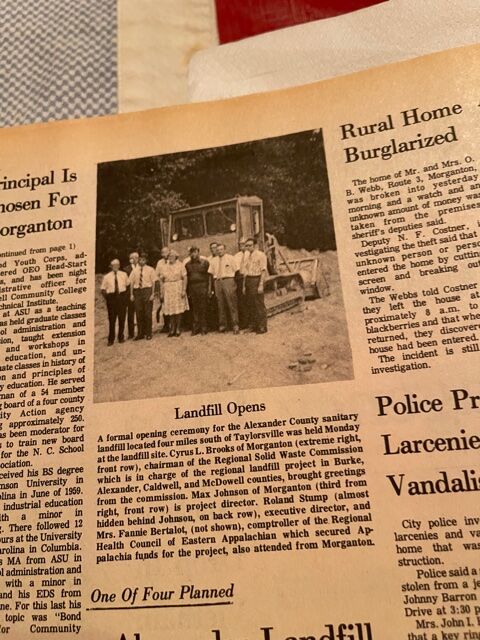 rincipal Is
hosen For
organton
ontinued from page 1)
d Youth Corps, ad-
ered OEO Head-Start
s, and has been night
istrative officer for
ll Community College
chnical Institute.
at ASU as a teaching
as held graduate classes
ol administration and
sion, taught extension
and workshops in
education, and un-
uate classes in history of
on and principles of
y education. He served
man of a 54 member
g board of a four county
ity Action agency
g for approximately 250.
as been moderator for
s to train new board
or the N. C. School
ociation.
ceived his BS degree
mson University in
lina in June of 1959.
industrial education
th a minor in
There followed 12
urs at the University
arolina in Columbia.
s MA from ASU in
l administration and
with a minor in
nd his EDS from
ne. For this last his
topic was "Bond
for Community
Landfill Opens
A formal opening ceremony for the Alexander County sanitary
landfill located four miles south of Taylorsville was held Monday
at the landfill site. Cyrus L. Brooks of Morganton (extreme right,
front row), chairman of the Regional Solid Waste Commission
which is in charge of the regional landfill project in Burke,
Alexander, Caldwell, and McDowell counties, brought greetings
from the commission. Max Johnson of Morganton (third from
right, front row) is project director. Roland Stump (almost
hidden behind Johnson, on back row), executive director, and
Mrs. Fannie Bertalot, (not shown), comptroller of the Regional
Health Council of Eastern Appalachian which secured Ap-
palachia funds for the project, also attended from Morganton.
One Of Four Planned
Landfill
Rural Home
Burglarized
The home of Mr. and Mrs. O.
B. Webb, Route 3, Morganton,
was broken into yesterday
morning and a watch and an
unknown amount of money was
taken from the premises
sheriff's deputies said.
Deputy N. F. Costner, i
vestigating the theft said that
unknown person or perso
entered the home by cutting
screen and breaking out
window.
The Webbs told Costner
they left the house at
proximately 8 a.m. to
blackberries and that whe
returned, they discovere
house had been entered.
The incident is still
investigation.
Police Pr
Larcenie
Vandalis
City police inv
larcenies and va
home that was
struction.
Police said a
stolen from a je
Johnny Barron
Drive at 3:30 p
Mrs. John I.
that a key rin